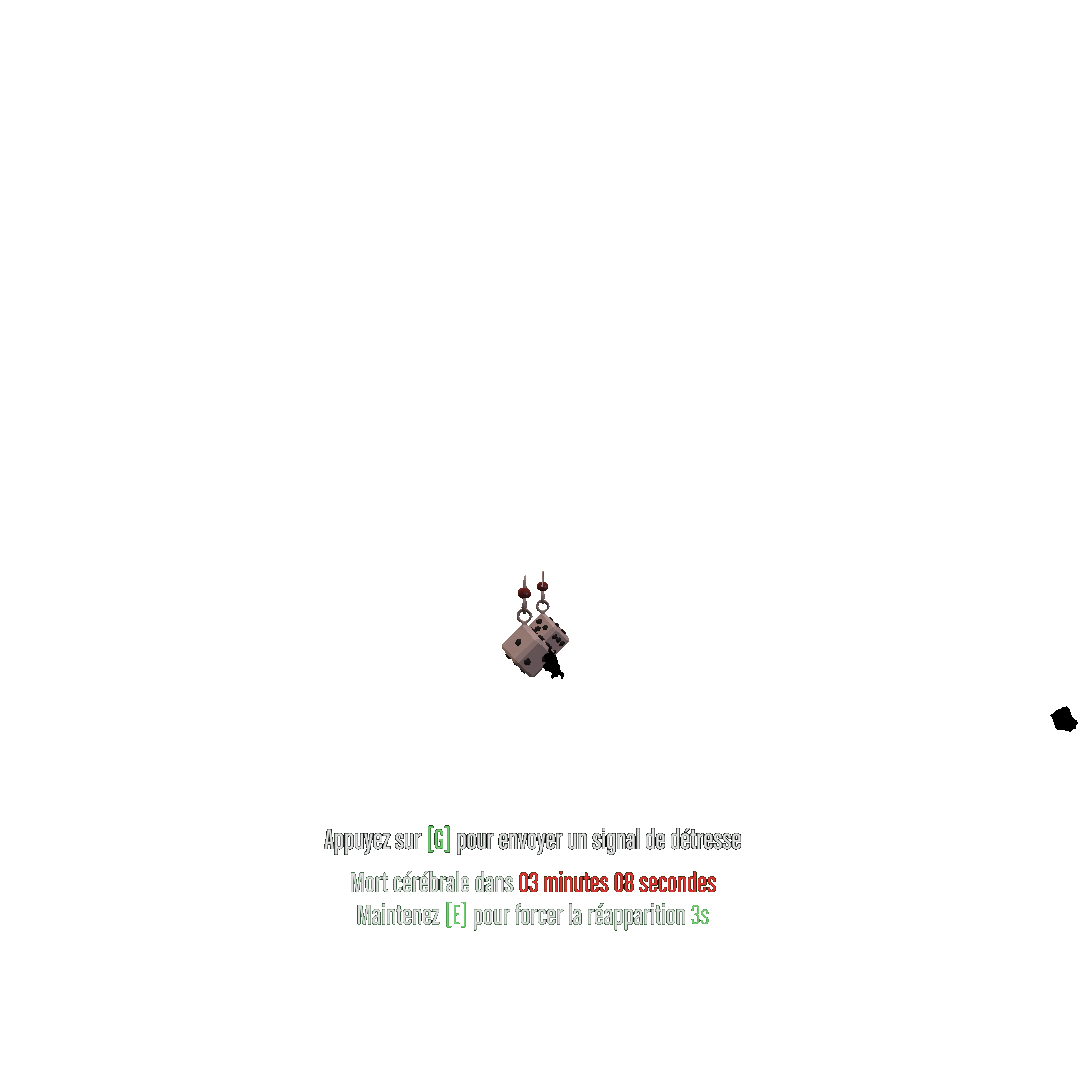 Appuyez sur [G] pour envoyer un signal de détresse
Mort cérébrale dans 03 minutes 08 secondes
Maintenez [E] pour forcer la réapparition 3s